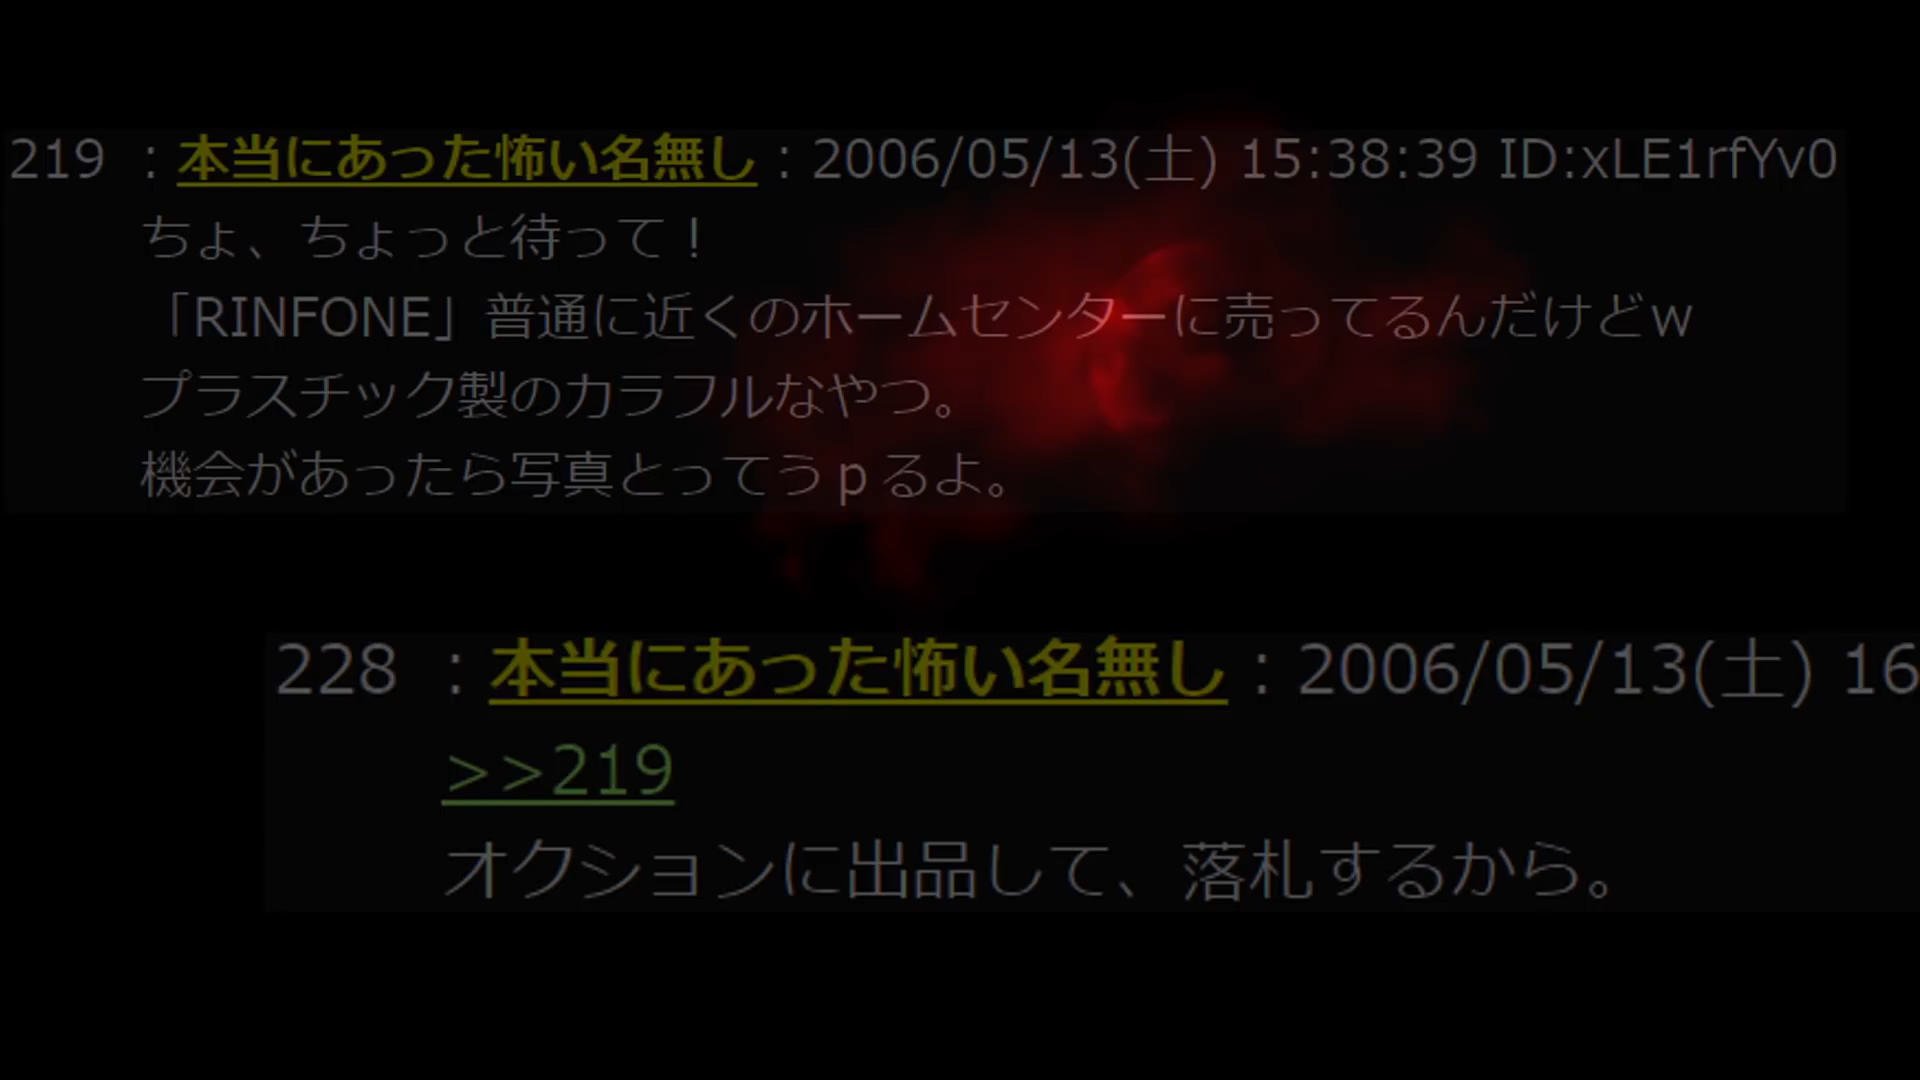 219 ：本当にあった怖い名無し：2006/05/13(土) 15:38:39 ID:xLE1rfYv0
ちょ、ちょっと待って！
「RINFONE」普通に近くのホームセンターに売ってるんだけどw
プラスチック製のカラフルなやつ。
機会があったら写真とってうｐるよ。
228 ：本当にあった怖い名無し：2006/05/13(土) 16
>>219
オクションに出品して、落札するから。